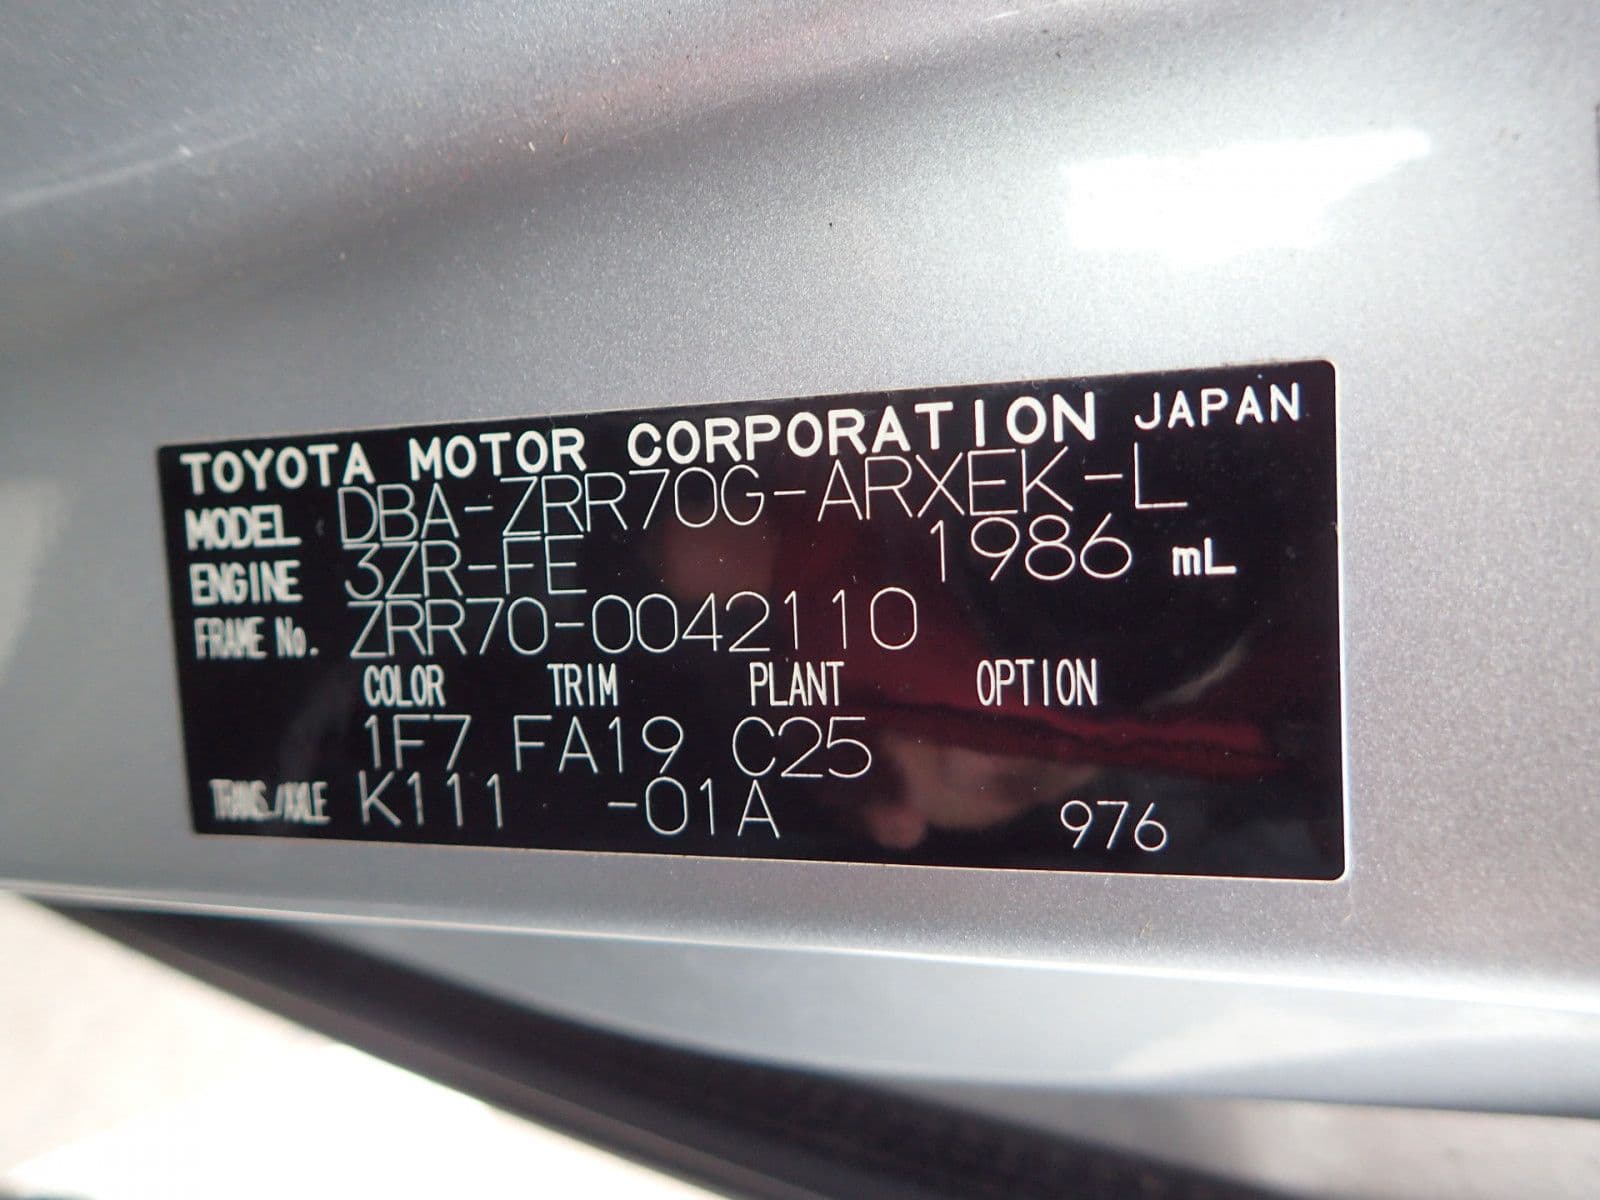 TOYOTA MOTOR CORPORATION JAPAN
MODEL DBA-ZRR70G-ARXEK-L
ENGINE 3ZR-FE 1986 mL
FRAME No. ZRR70-0042110
COLOR TRIM PLANT OPTION
1F7 FA19 C25
TRANS./AXLE K111 -01A 976